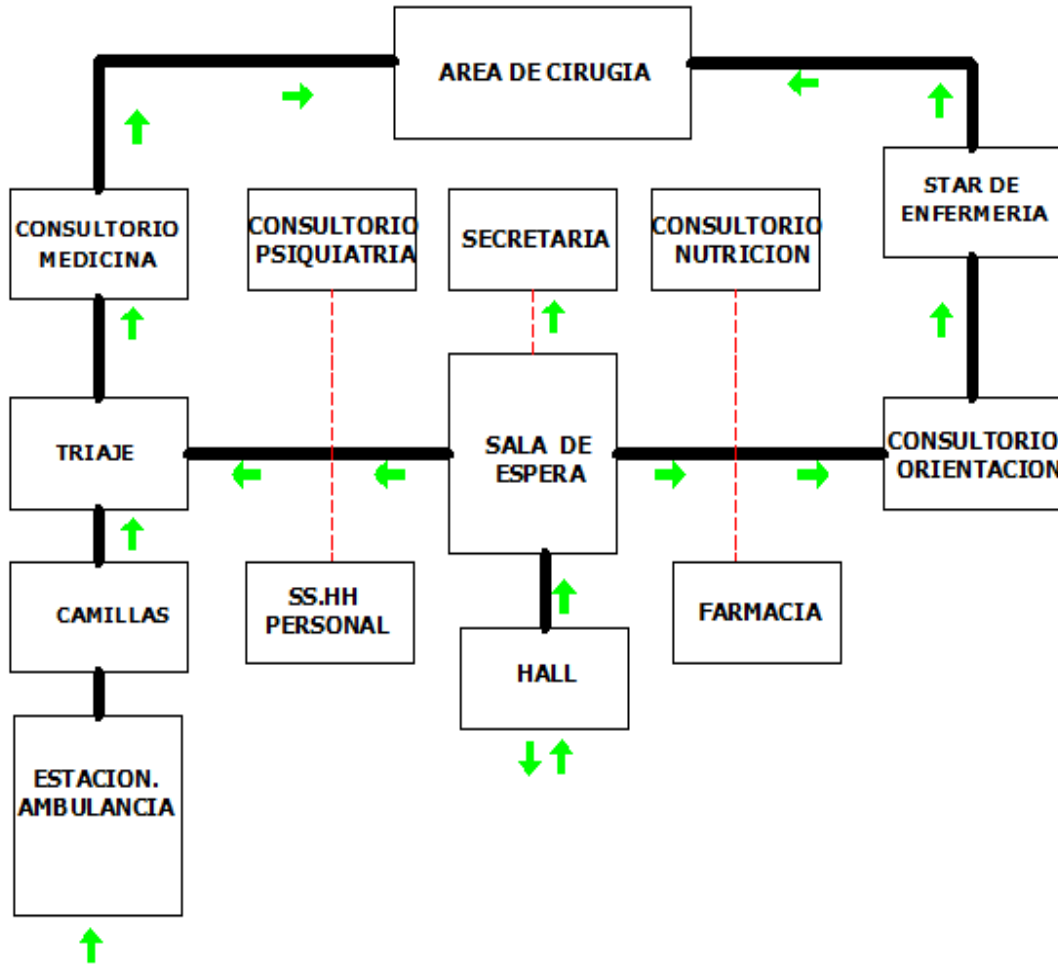 AREA DE CIRUGIA
STAR DE
ENFERMERIA
CONSULTORIO
MEDICINA
CONSULTORIO
PSIQUIATRIA
SECRETARIA
CONSULTORIO
NUTRICION
TRIAJE
SALA DE
ESPERA
CONSULTORIO
ORIENTACION
CAMILLAS
SS.HH
PERSONAL
FARMACIA
HALL
ESTACION.
AMBULANCIA